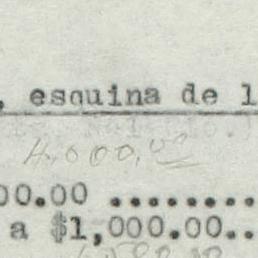 , esquina de l
4.000.00
00.00 .........
a $1,000.00..